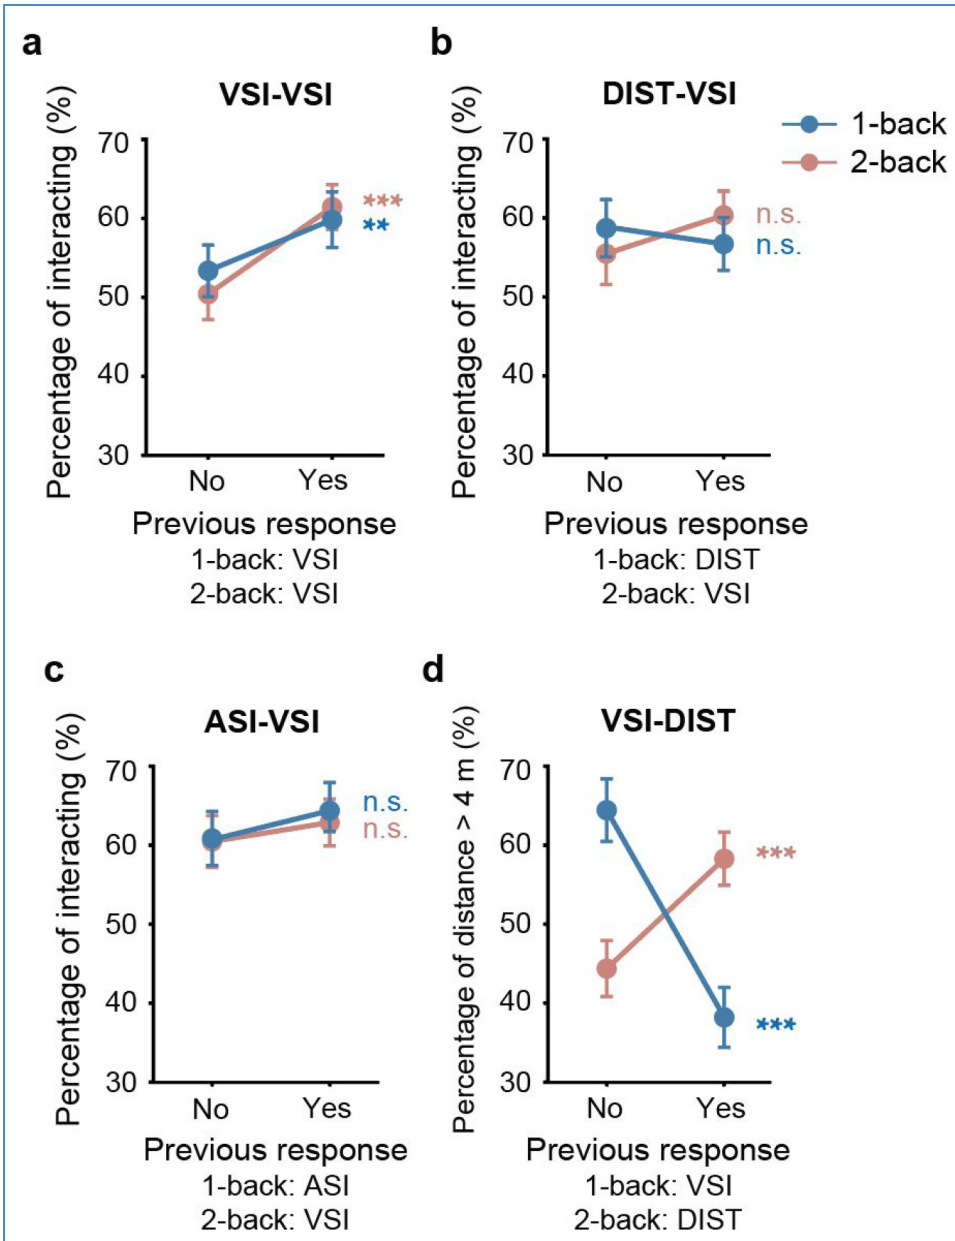 a
VSI-VSI
Percentage of interacting (%)
70
60
50
40
30
***
**
No Yes
Previous response
1-back: VSI
2-back: VSI
b
DIST-VSI
1-back
2-back
Percentage of interacting (%)
70
60
50
40
30
n.s.
n.s.
No Yes
Previous response
1-back: DIST
2-back: VSI
c
ASI-VSI
Percentage of interacting (%)
70
60
50
40
30
n.s.
n.s.
No Yes
Previous response
1-back: ASI
2-back: VSI
d
VSI-DIST
Percentage of distance > 4 m (%)
70
60
50
40
30
***
***
No Yes
Previous response
1-back: VSI
2-back: DIST